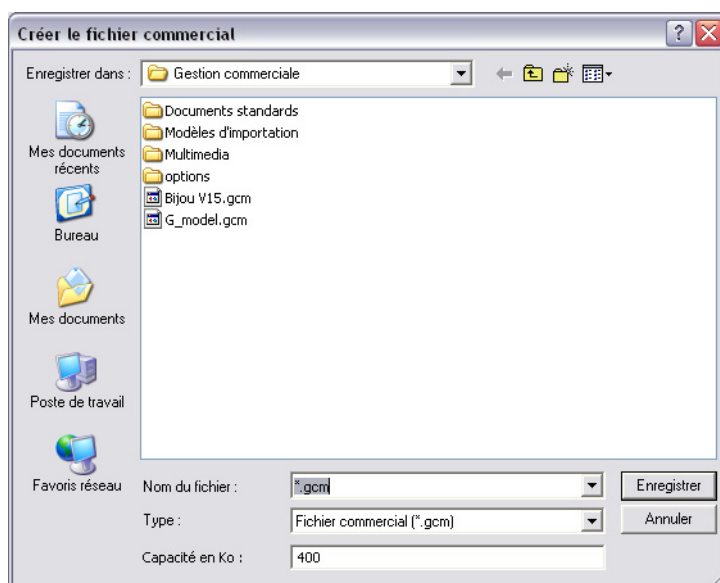 Créer le fichier commercial
Enregistrer dans :
Gestion commerciale
Mes documents
récents
Bureau
Mes documents
Poste de travail
Favoris réseau
Documents standards
Modèles d'importation
Multimedia
options
Bijou V15.gcm
G_model.gcm
Nom du fichier :
*.gcm
Enregistrer
Type :
Fichier commercial (*.gcm)
Annuler
Capacité en Ko :
400